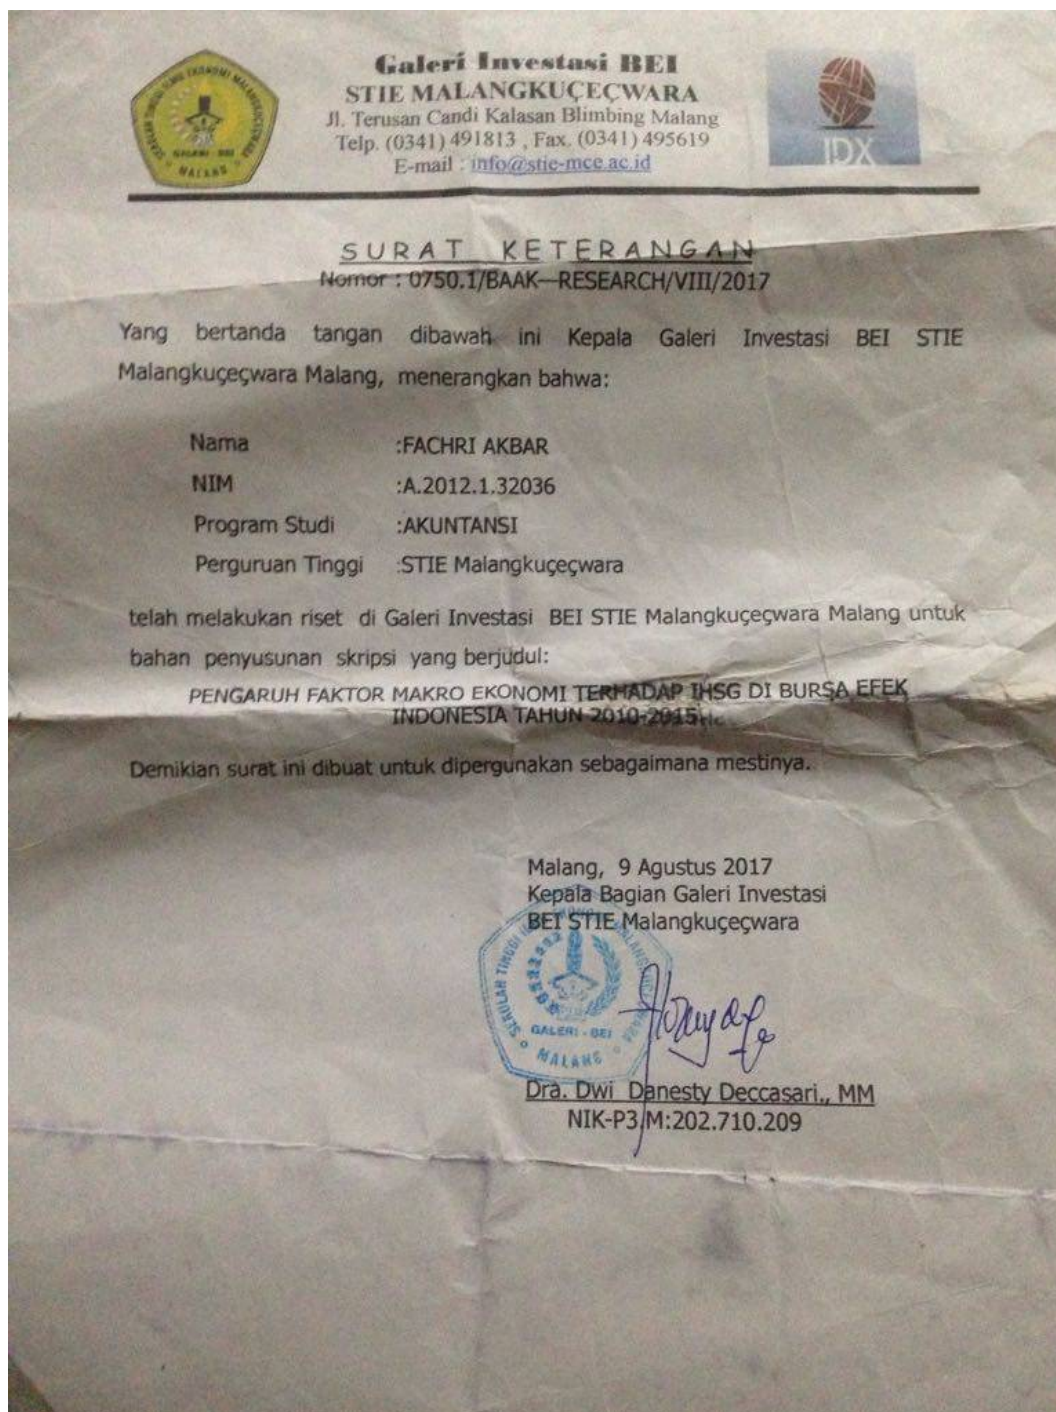 Galeri Investasi BEI
STIE MALANGKUÇEÇWARA
Jl. Terusan Candi Kalasan Blimbing Malang
Telp. (0341) 491813 , Fax. (0341) 495619
E-mail : info@stie-mce.ac.id
GALERI - BEI
MALANG
IDX
SURAT KETERANGAN
Nomor : 0750.1/BAAK—RESEARCH/VIII/2017
Yang bertanda tangan dibawah ini Kepala Galeri Investasi BEI STIE
Malangkuçeçwara Malang, menerangkan bahwa:
Nama :FACHRI AKBAR
NIM :A.2012.1.32036
Program Studi :AKUNTANSI
Perguruan Tinggi :STIE Malangkuçeçwara
telah melakukan riset di Galeri Investasi BEI STIE Malangkuçeçwara Malang untuk
bahan penyusunan skripsi yang berjudul:
PENGARUH FAKTOR MAKRO EKONOMI TERHADAP IHSG DI BURSA EFEK
INDONESIA TAHUN 2010-2015
Demikian surat ini dibuat untuk dipergunakan sebagaimana mestinya.
Malang, 9 Agustus 2017
Kepala Bagian Galeri Investasi
BEI STIE Malangkuçeçwara
SEKOLAH TINGGI
GALERI - BEI
MALANG
Dra. Dwi Danesty Deccasari., MM
NIK-P3.M:202.710.209